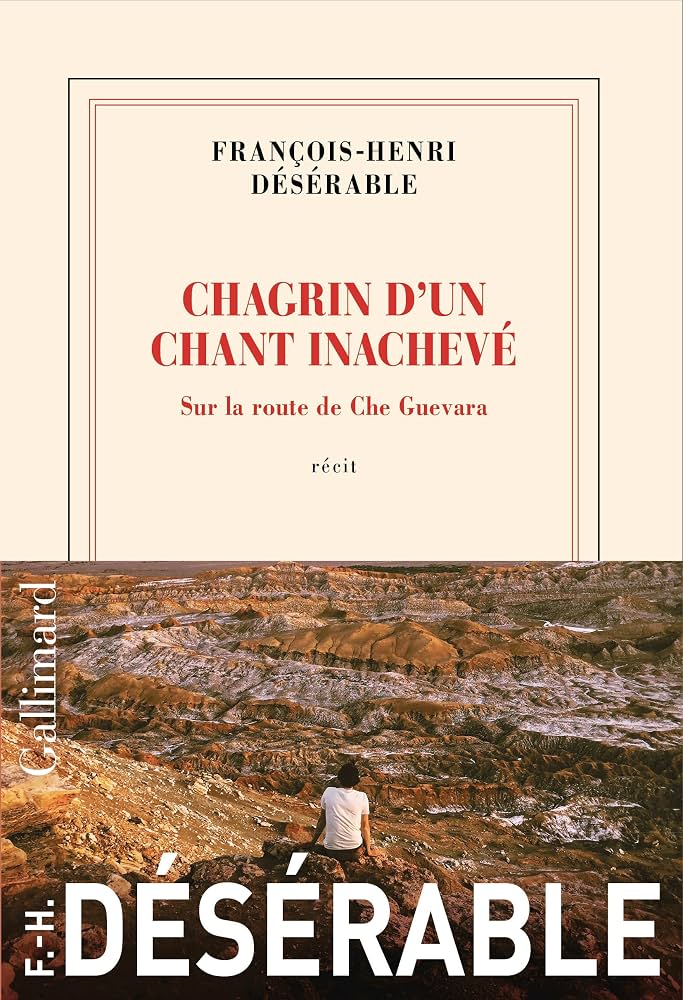 FRANÇOIS-HENRI
DÉSÉRABLE
CHAGRIN D’UN
CHANT INACHEVÉ
Sur la route de Che Guevara
récit
Gallimard
F.-H. DÉSÉRABLE